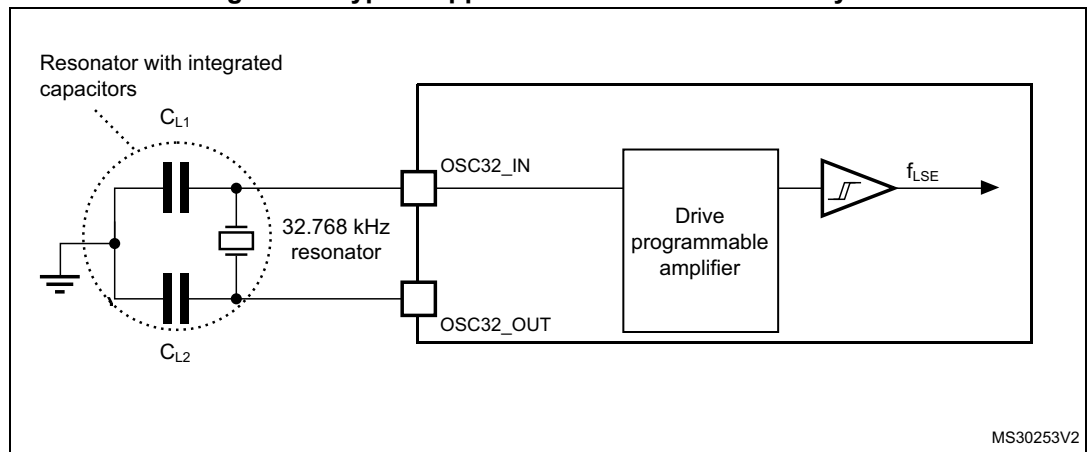 Resonator with integrated
capacitors
CL1
OSC32_IN
fLSE
32.768 kHz
resonator
Drive
programmable
amplifier
OSC32_OUT
CL2
MS30253V2